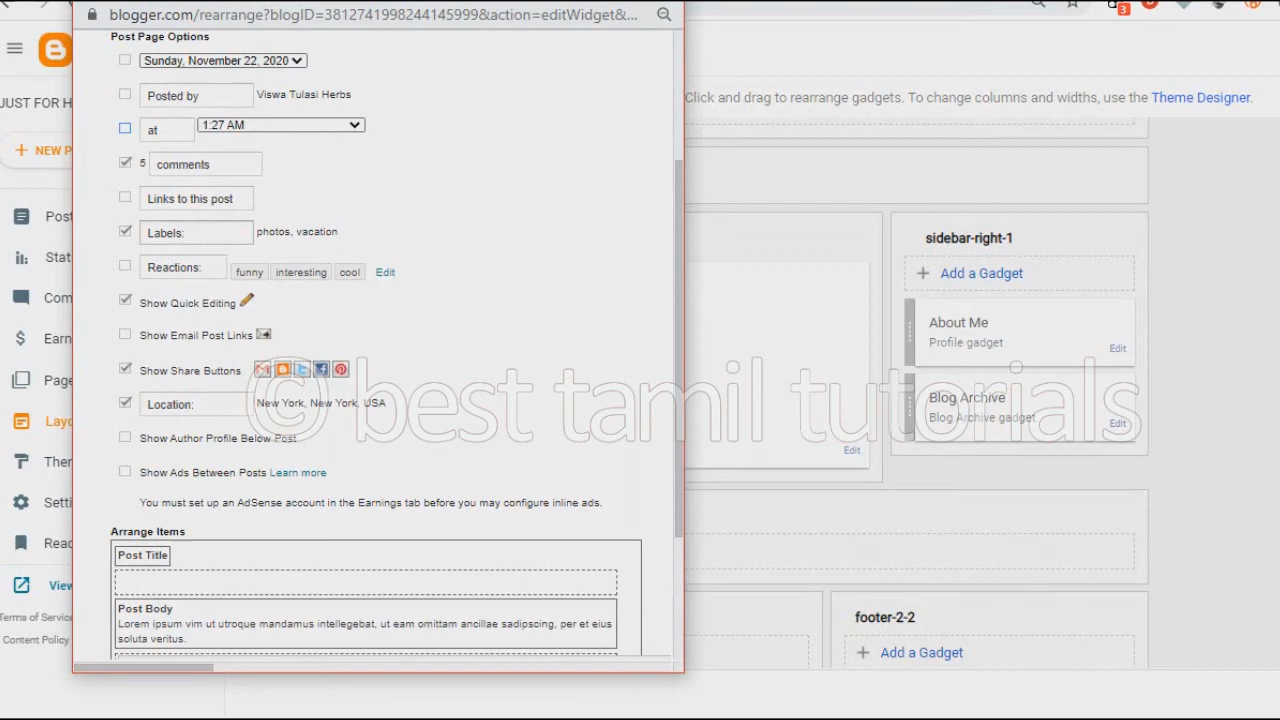 blogger.com/rearrange?blogID=3812741998244145999&action=editWidget&...
3
JUST FOR H
NEW P
Post
Stat
Com
Earn
Page
Layo
Them
Setti
Read
View
Terms of Service
Content Policy
Post Page Options
Sunday, November 22, 2020
Posted by Viswa Tulasi Herbs
at 1:27 AM
5 comments
Links to this post
Labels: photos, vacation
Reactions: funny interesting cool Edit
Show Quick Editing
Show Email Post Links
Show Share Buttons
Location: New York, New York, USA
Show Author Profile Below Post
Show Ads Between Posts Learn more
You must set up an AdSense account in the Earnings tab before you may configure inline ads.
Arrange Items
Post Title
Post Body
Lorem ipsum vim ut utroque mandamus intellegebat, ut eam omittam ancillae sadipscing, per et eius
soluta veritus.
Click and drag to rearrange gadgets. To change columns and widths, use the Theme Designer.
sidebar-right-1
Add a Gadget
About Me
Profile gadget
Edit
Blog Archive
Blog Archive gadget
Edit
Edit
footer-2-2
Add a Gadget
© best tamil tutorials